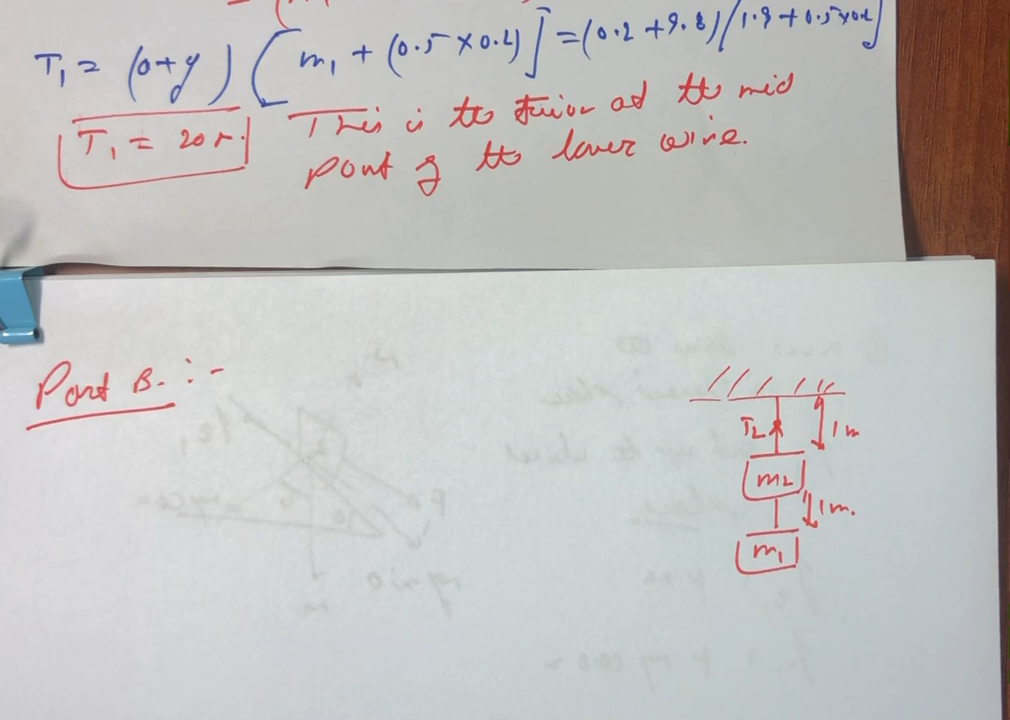 T₁ = (a+g) [ m₁ + (0.5 × 0.2) ] = (0.2 + 9.8) [1.9 + 0.5×0.2]
T₁ = 20 N. This is the tension at the mid
point of the lower wire.
Part B. :-
T₂ 1m
m₂
1m.
m₁